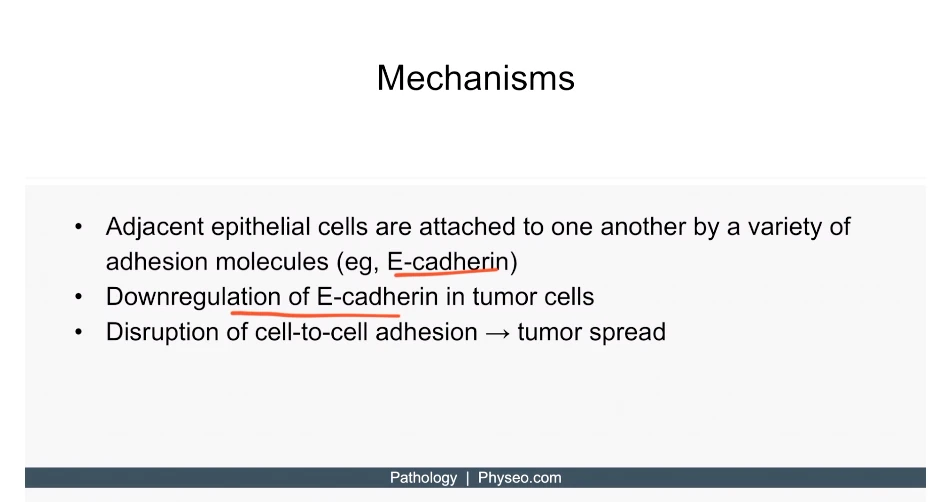 Mechanisms
• Adjacent epithelial cells are attached to one another by a variety of
adhesion molecules (eg, E-cadherin)
• Downregulation of E-cadherin in tumor cells
• Disruption of cell-to-cell adhesion → tumor spread
Pathology | Physeo.com